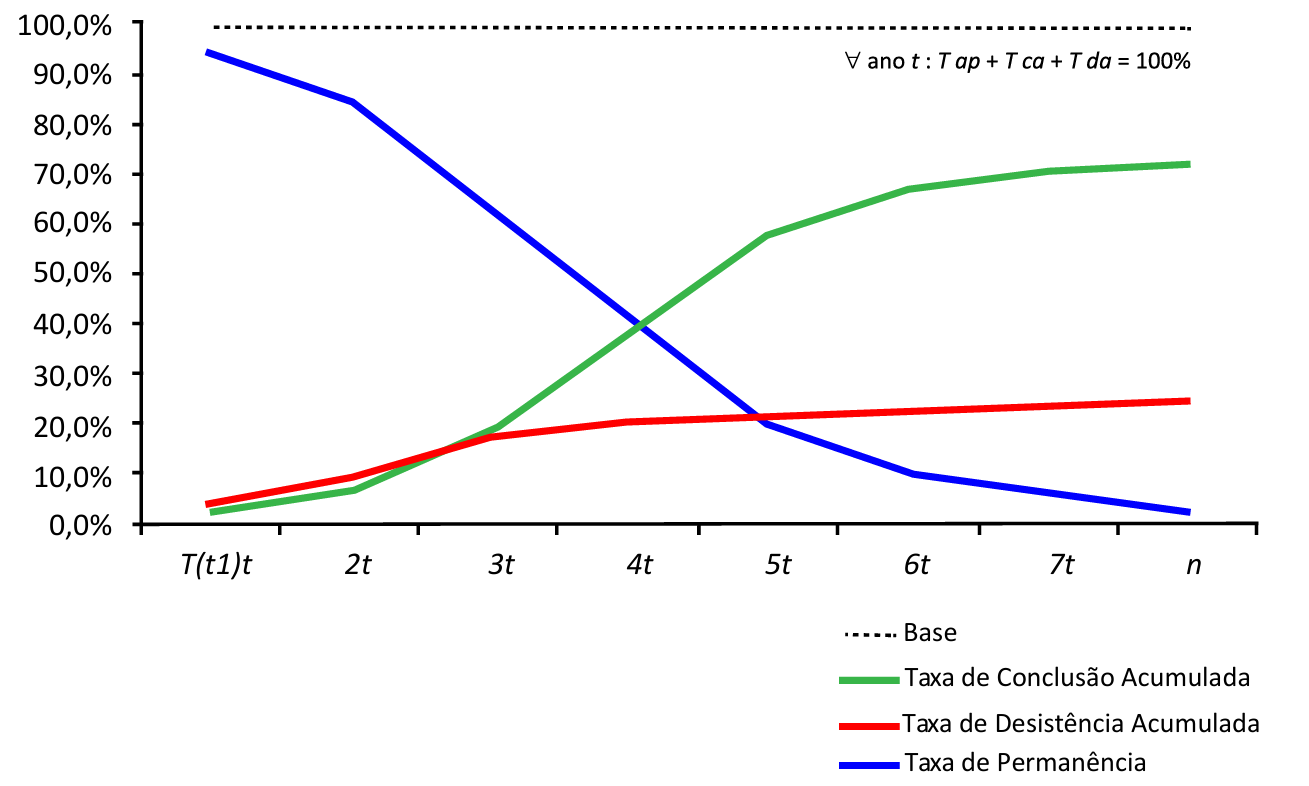 100,0%
∀ ano t : T ap + T ca + T da = 100%
90,0%
80,0%
70,0%
60,0%
50,0%
40,0%
30,0%
20,0%
10,0%
0,0%
T(t1)t 2t 3t 4t 5t 6t 7t n
Base
Taxa de Conclusão Acumulada
Taxa de Desistência Acumulada
Taxa de Permanência